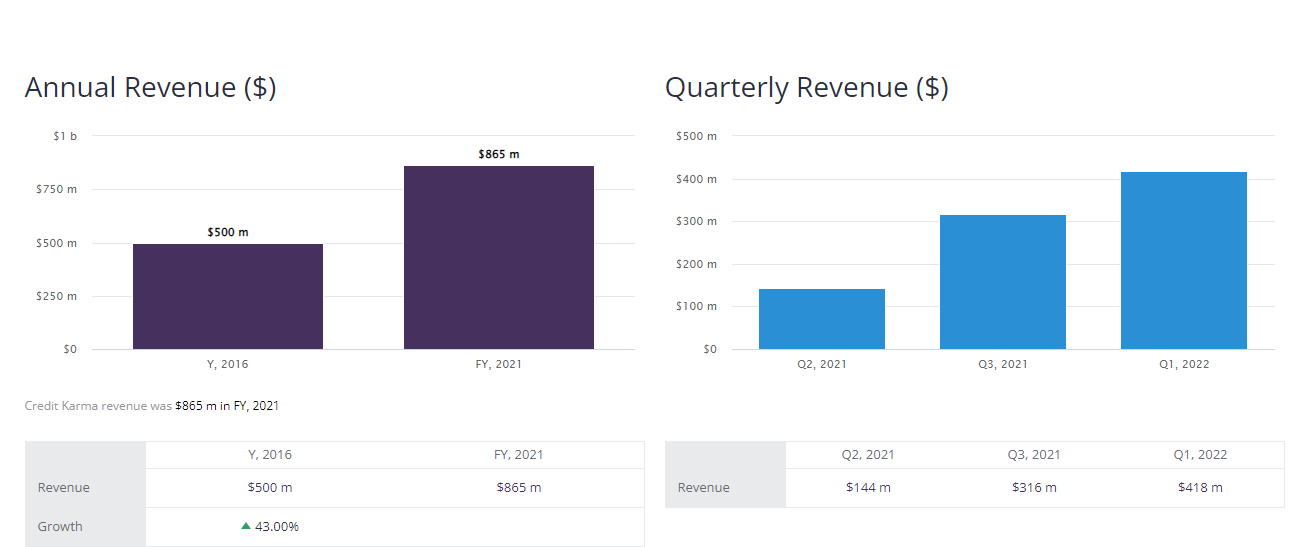 Annual Revenue ($)
$1 b
$750 m
$500 m
$250 m
$0
$500 m
$865 m
Y, 2016
FY, 2021
Credit Karma revenue was $865 m in FY, 2021
Y, 2016 FY, 2021
Revenue $500 m $865 m
Growth 43.00%
Quarterly Revenue ($)
$500 m
$400 m
$300 m
$200 m
$100 m
$0
Q2, 2021
Q3, 2021
Q1, 2022
Q2, 2021 Q3, 2021 Q1, 2022
Revenue $144 m $316 m $418 m